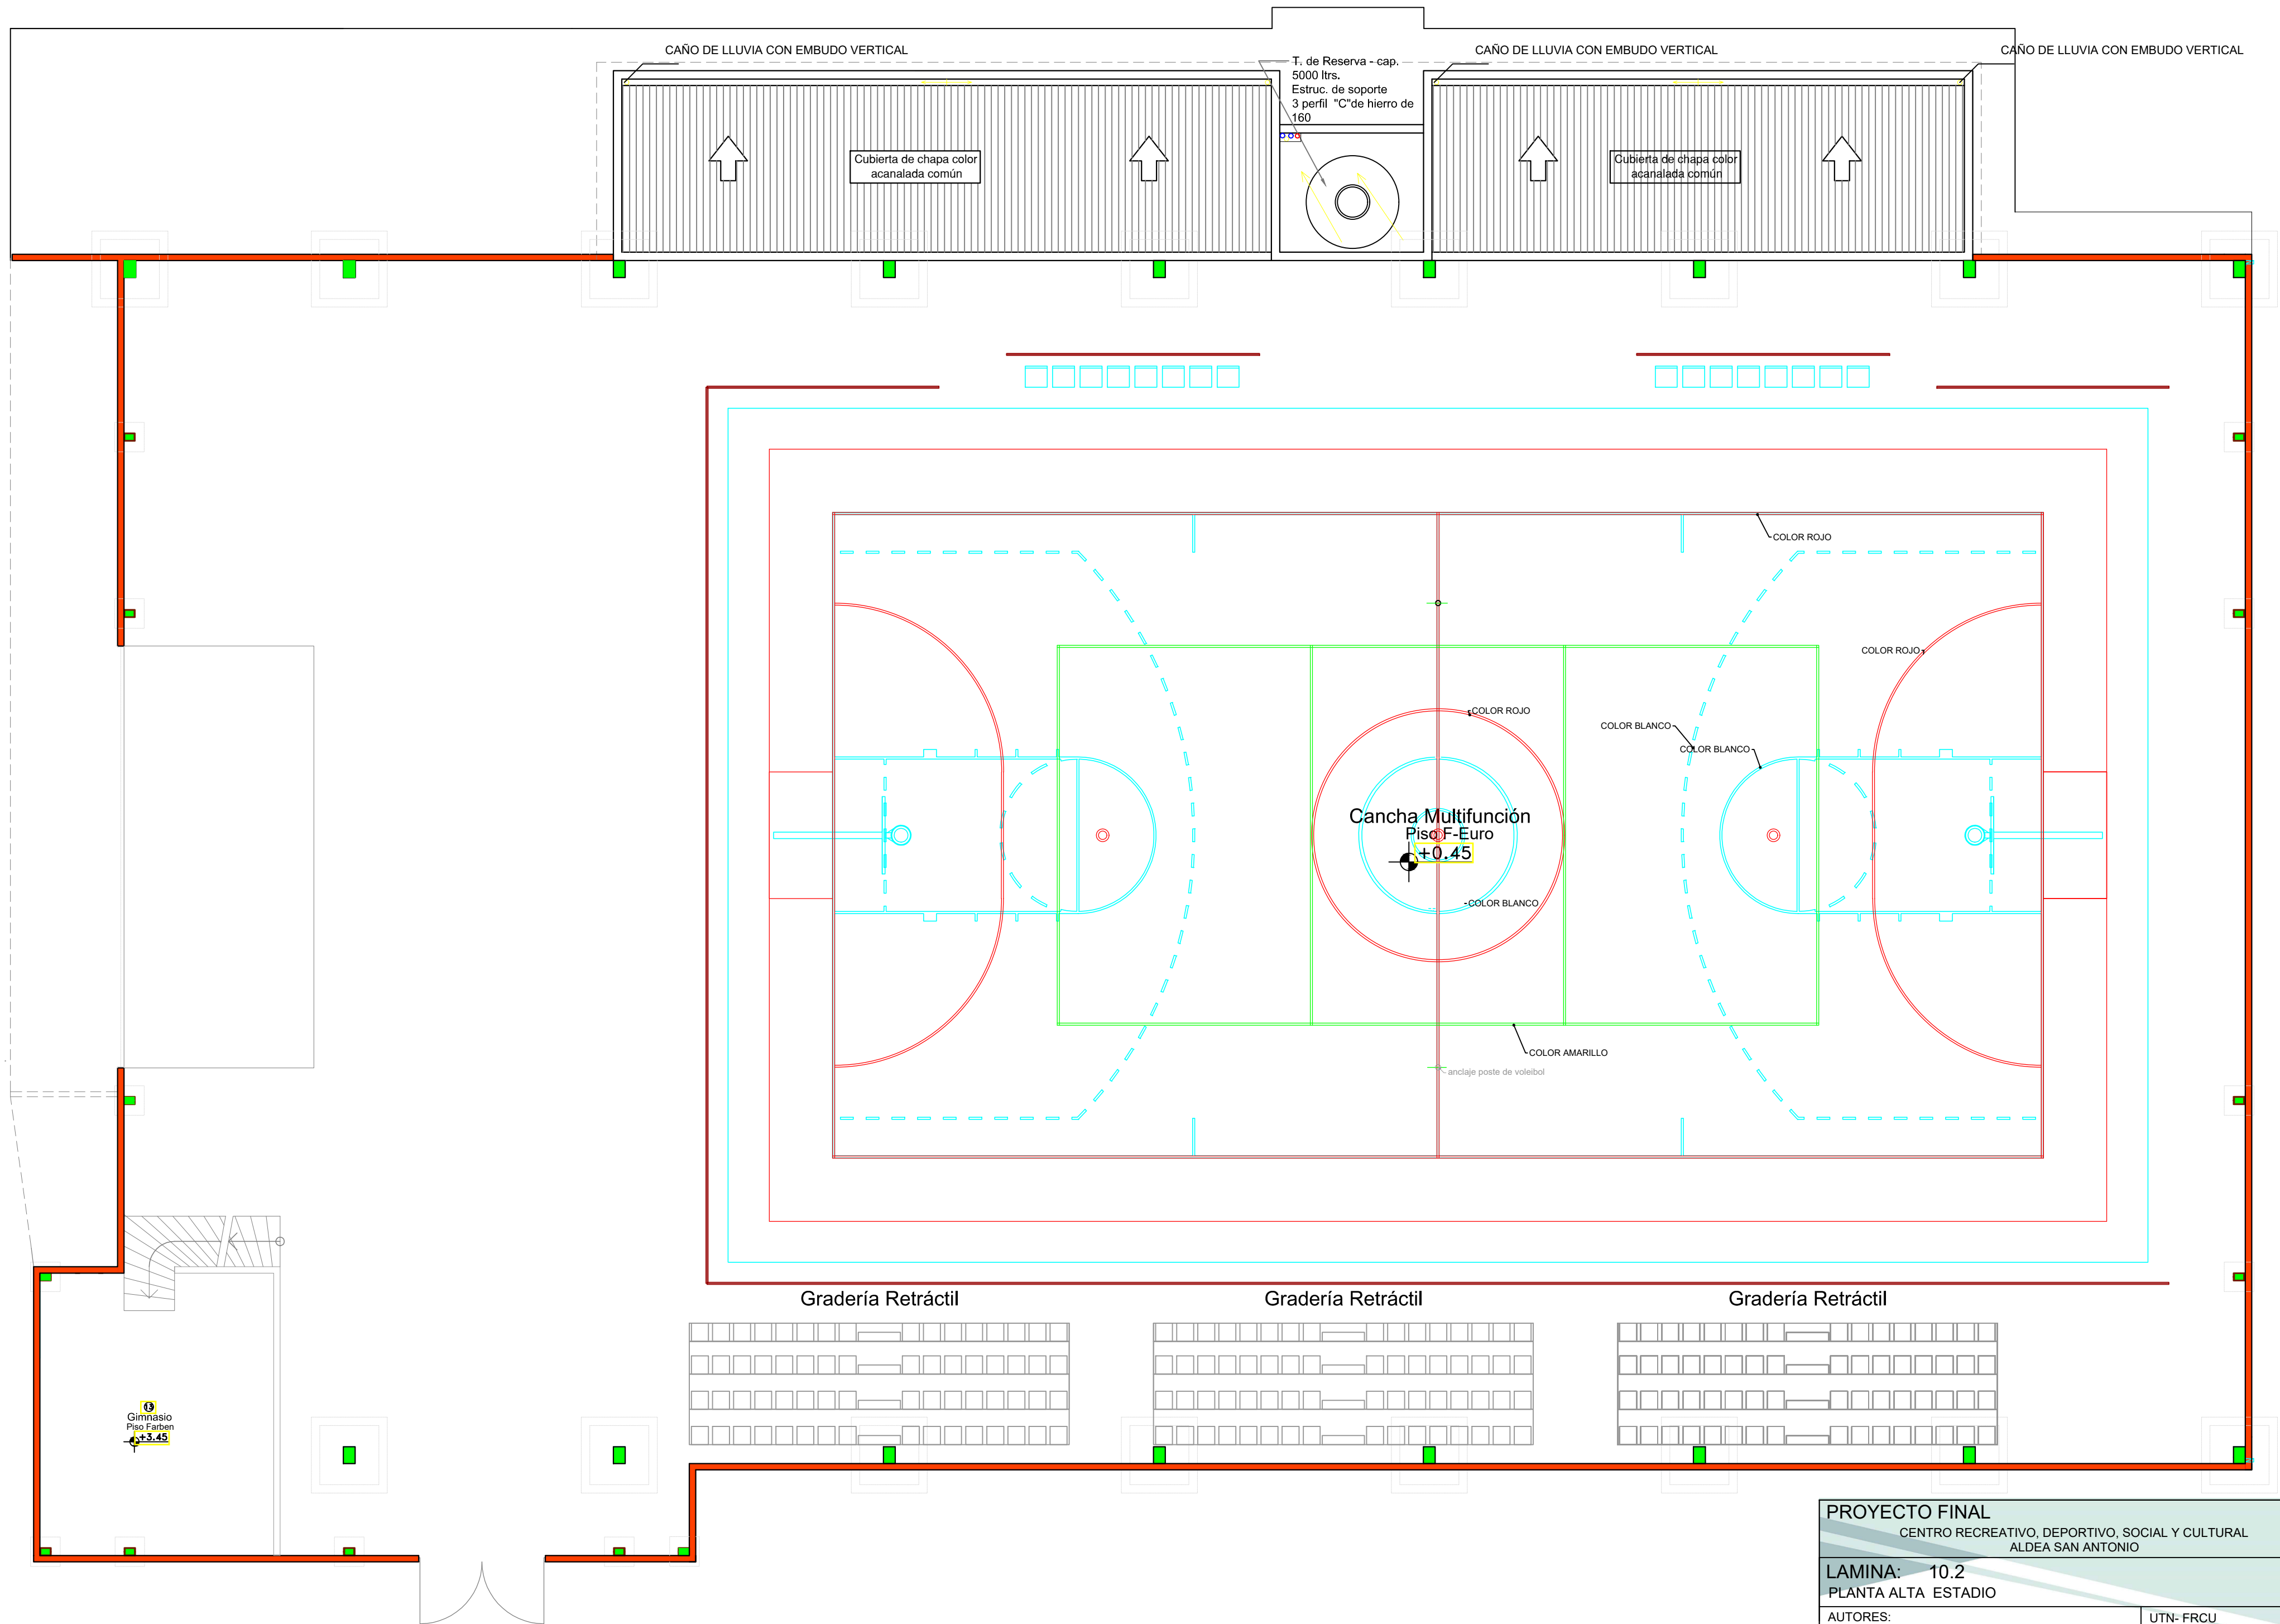 CAÑO DE LLUVIA CON EMBUDO VERTICAL
CAÑO DE LLUVIA CON EMBUDO VERTICAL
CAÑO DE LLUVIA CON EMBUDO VERTICAL
T. de Reserva - cap.
5000 ltrs.
Estruc. de soporte
3 perfil "C"de hierro de
160
Cubierta de chapa color
acanalada común
Cubierta de chapa color
acanalada común
COLOR ROJO
COLOR ROJO
COLOR ROJO
COLOR BLANCO
COLOR BLANCO
Cancha Multifunción
Piso F-Euro
+0.45
COLOR BLANCO
COLOR AMARILLO
anclaje poste de voleibol
Gradería Retráctil
Gradería Retráctil
Gradería Retráctil
13
Gimnasio
Piso Farben
+3.45
PROYECTO FINAL
CENTRO RECREATIVO, DEPORTIVO, SOCIAL Y CULTURAL
ALDEA SAN ANTONIO
LAMINA: 10.2
PLANTA ALTA ESTADIO
AUTORES:
UTN- FRCU